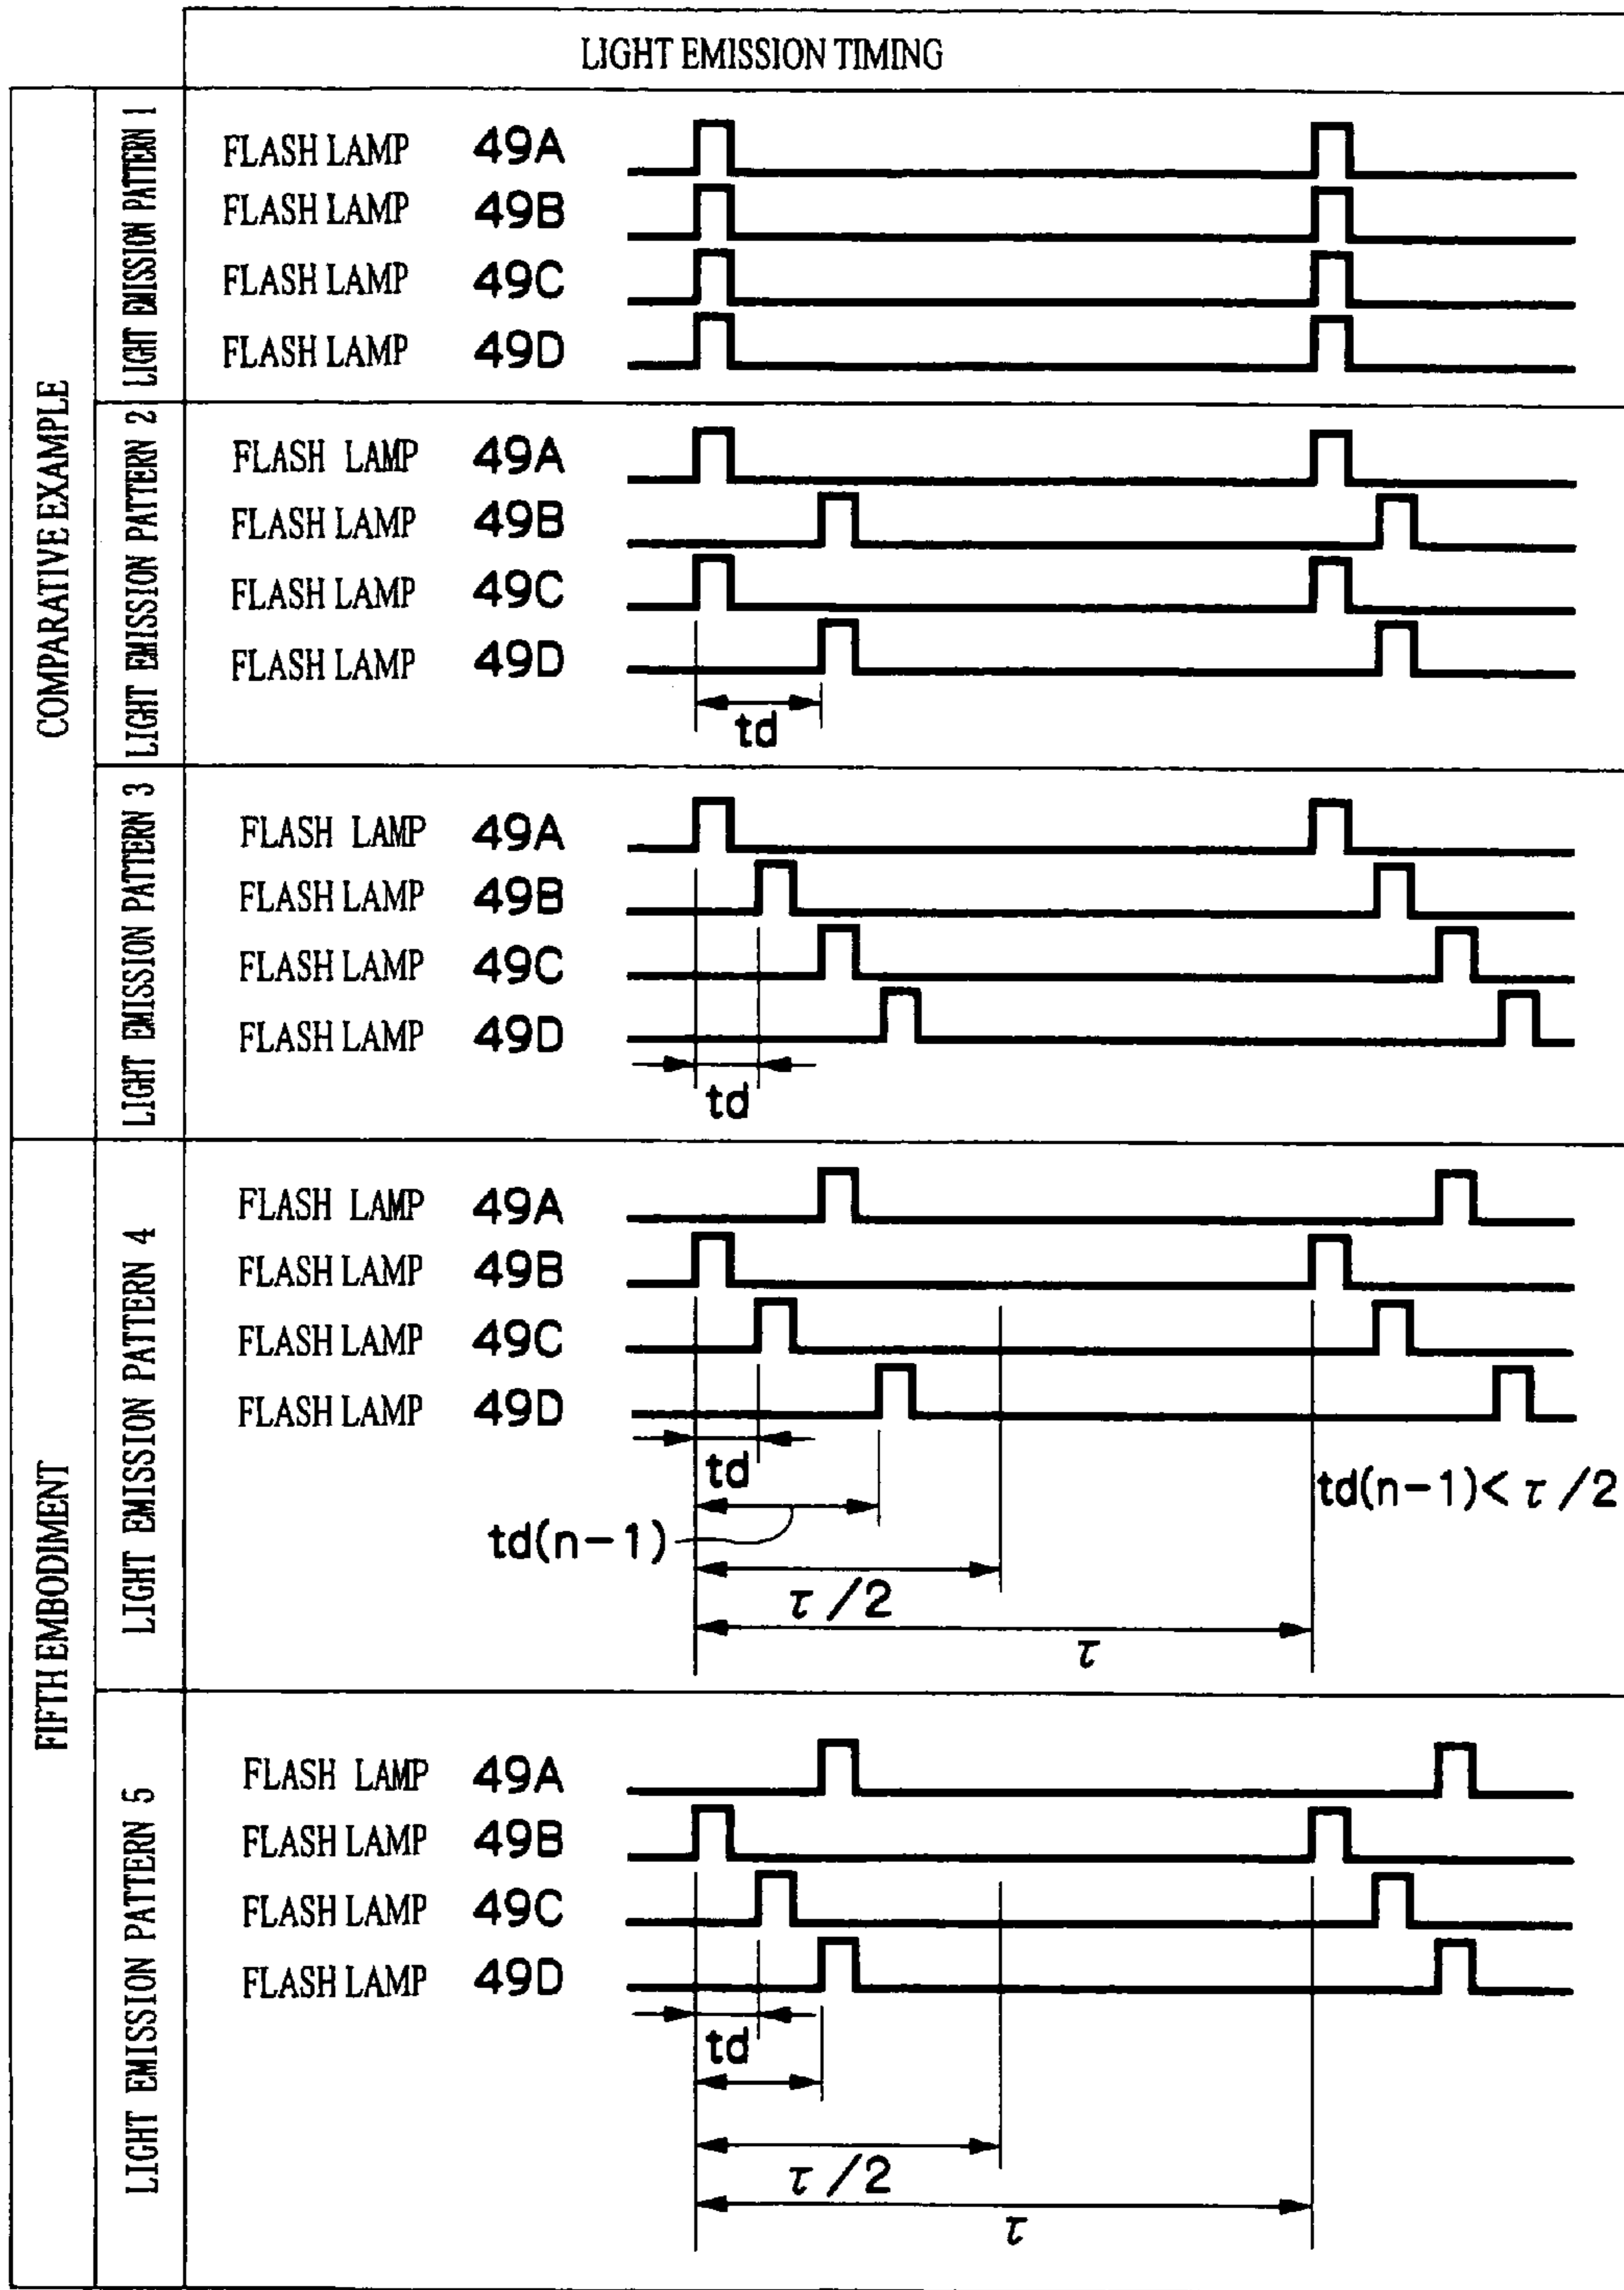 LIGHT EMISSION TIMING
COMPARATIVE EXAMPLE
LIGHT EMISSION PATTERN 1
FLASH LAMP 49A
FLASH LAMP 49B
FLASH LAMP 49C
FLASH LAMP 49D
LIGHT EMISSION PATTERN 2
FLASH LAMP 49A
FLASH LAMP 49B
FLASH LAMP 49C
FLASH LAMP 49D
td
LIGHT EMISSION PATTERN 3
FLASH LAMP 49A
FLASH LAMP 49B
FLASH LAMP 49C
FLASH LAMP 49D
td
FIFTH EMBODIMENT
LIGHT EMISSION PATTERN 4
FLASH LAMP 49A
FLASH LAMP 49B
FLASH LAMP 49C
FLASH LAMP 49D
td
td(n-1)< τ/2
td(n-1)
τ/2
τ
LIGHT EMISSION PATTERN 5
FLASH LAMP 49A
FLASH LAMP 49B
FLASH LAMP 49C
FLASH LAMP 49D
td
τ/2
τ